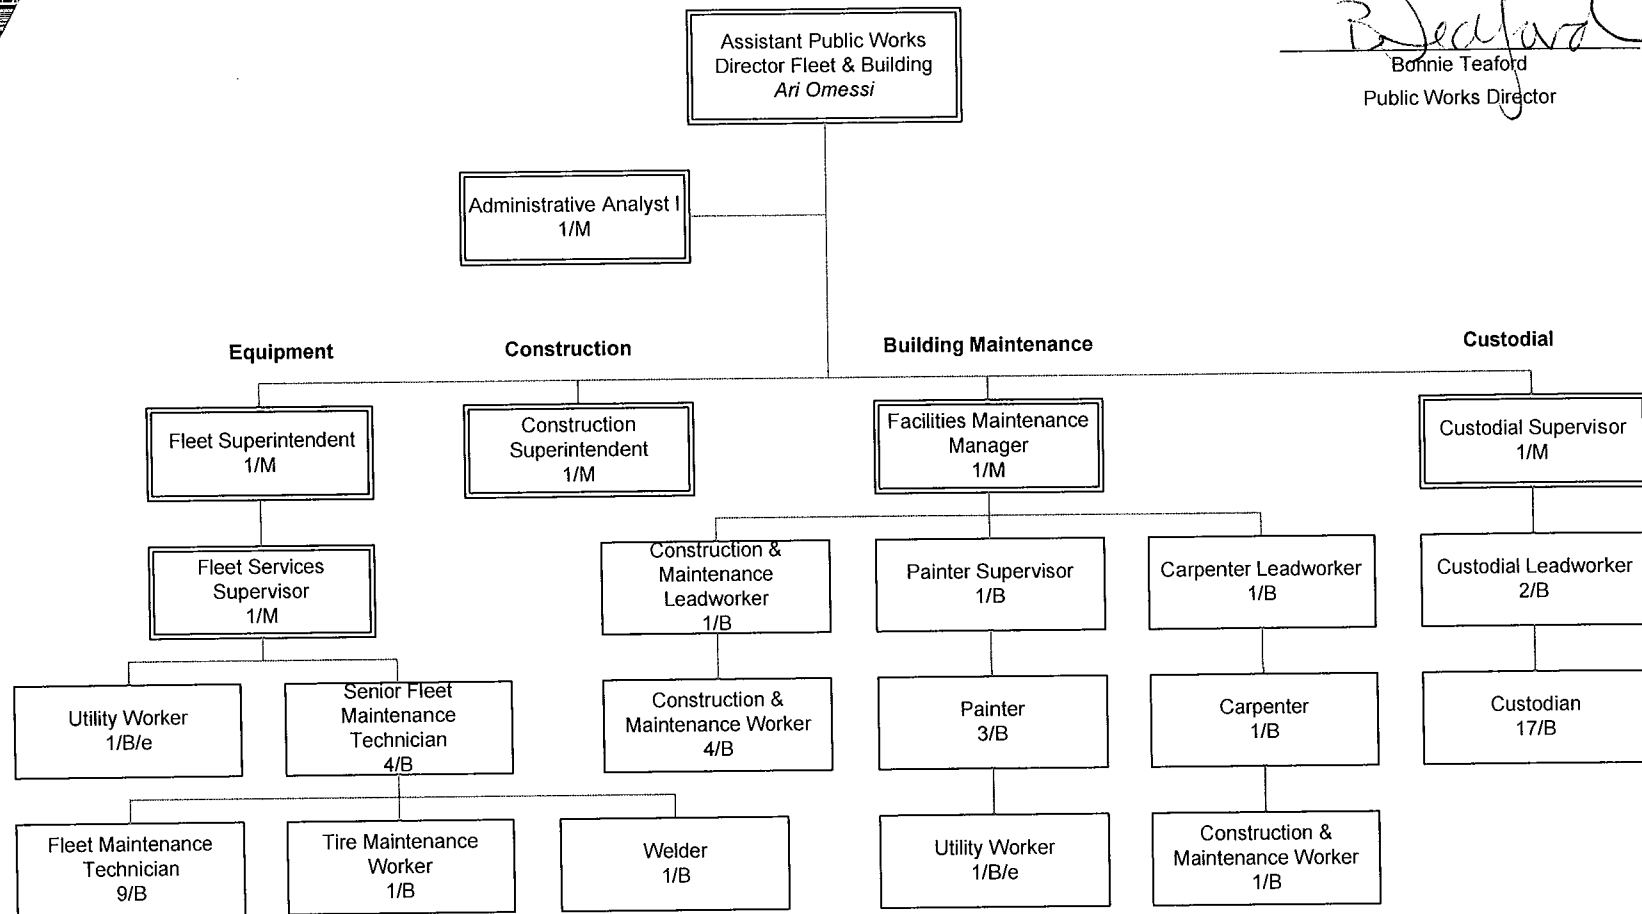 Assistant Public Works
Director Fleet & Building
Ari Omessi
BTeaford
Bonnie Teaford
Public Works Director
Administrative Analyst I
1/M
Equipment
Construction
Building Maintenance
Custodial
Fleet Superintendent
1/M
Construction
Superintendent
1/M
Facilities Maintenance
Manager
1/M
Custodial Supervisor
1/M
Fleet Services
Supervisor
1/M
Construction &
Maintenance
Leadworker
1/B
Painter Supervisor
1/B
Carpenter Leadworker
1/B
Custodial Leadworker
2/B
Utility Worker
1/B/e
Senior Fleet
Maintenance
Technician
4/B
Construction &
Maintenance Worker
4/B
Painter
3/B
Carpenter
1/B
Custodian
17/B
Fleet Maintenance
Technician
9/B
Tire Maintenance
Worker
1/B
Welder
1/B
Utility Worker
1/B/e
Construction &
Maintenance Worker
1/B